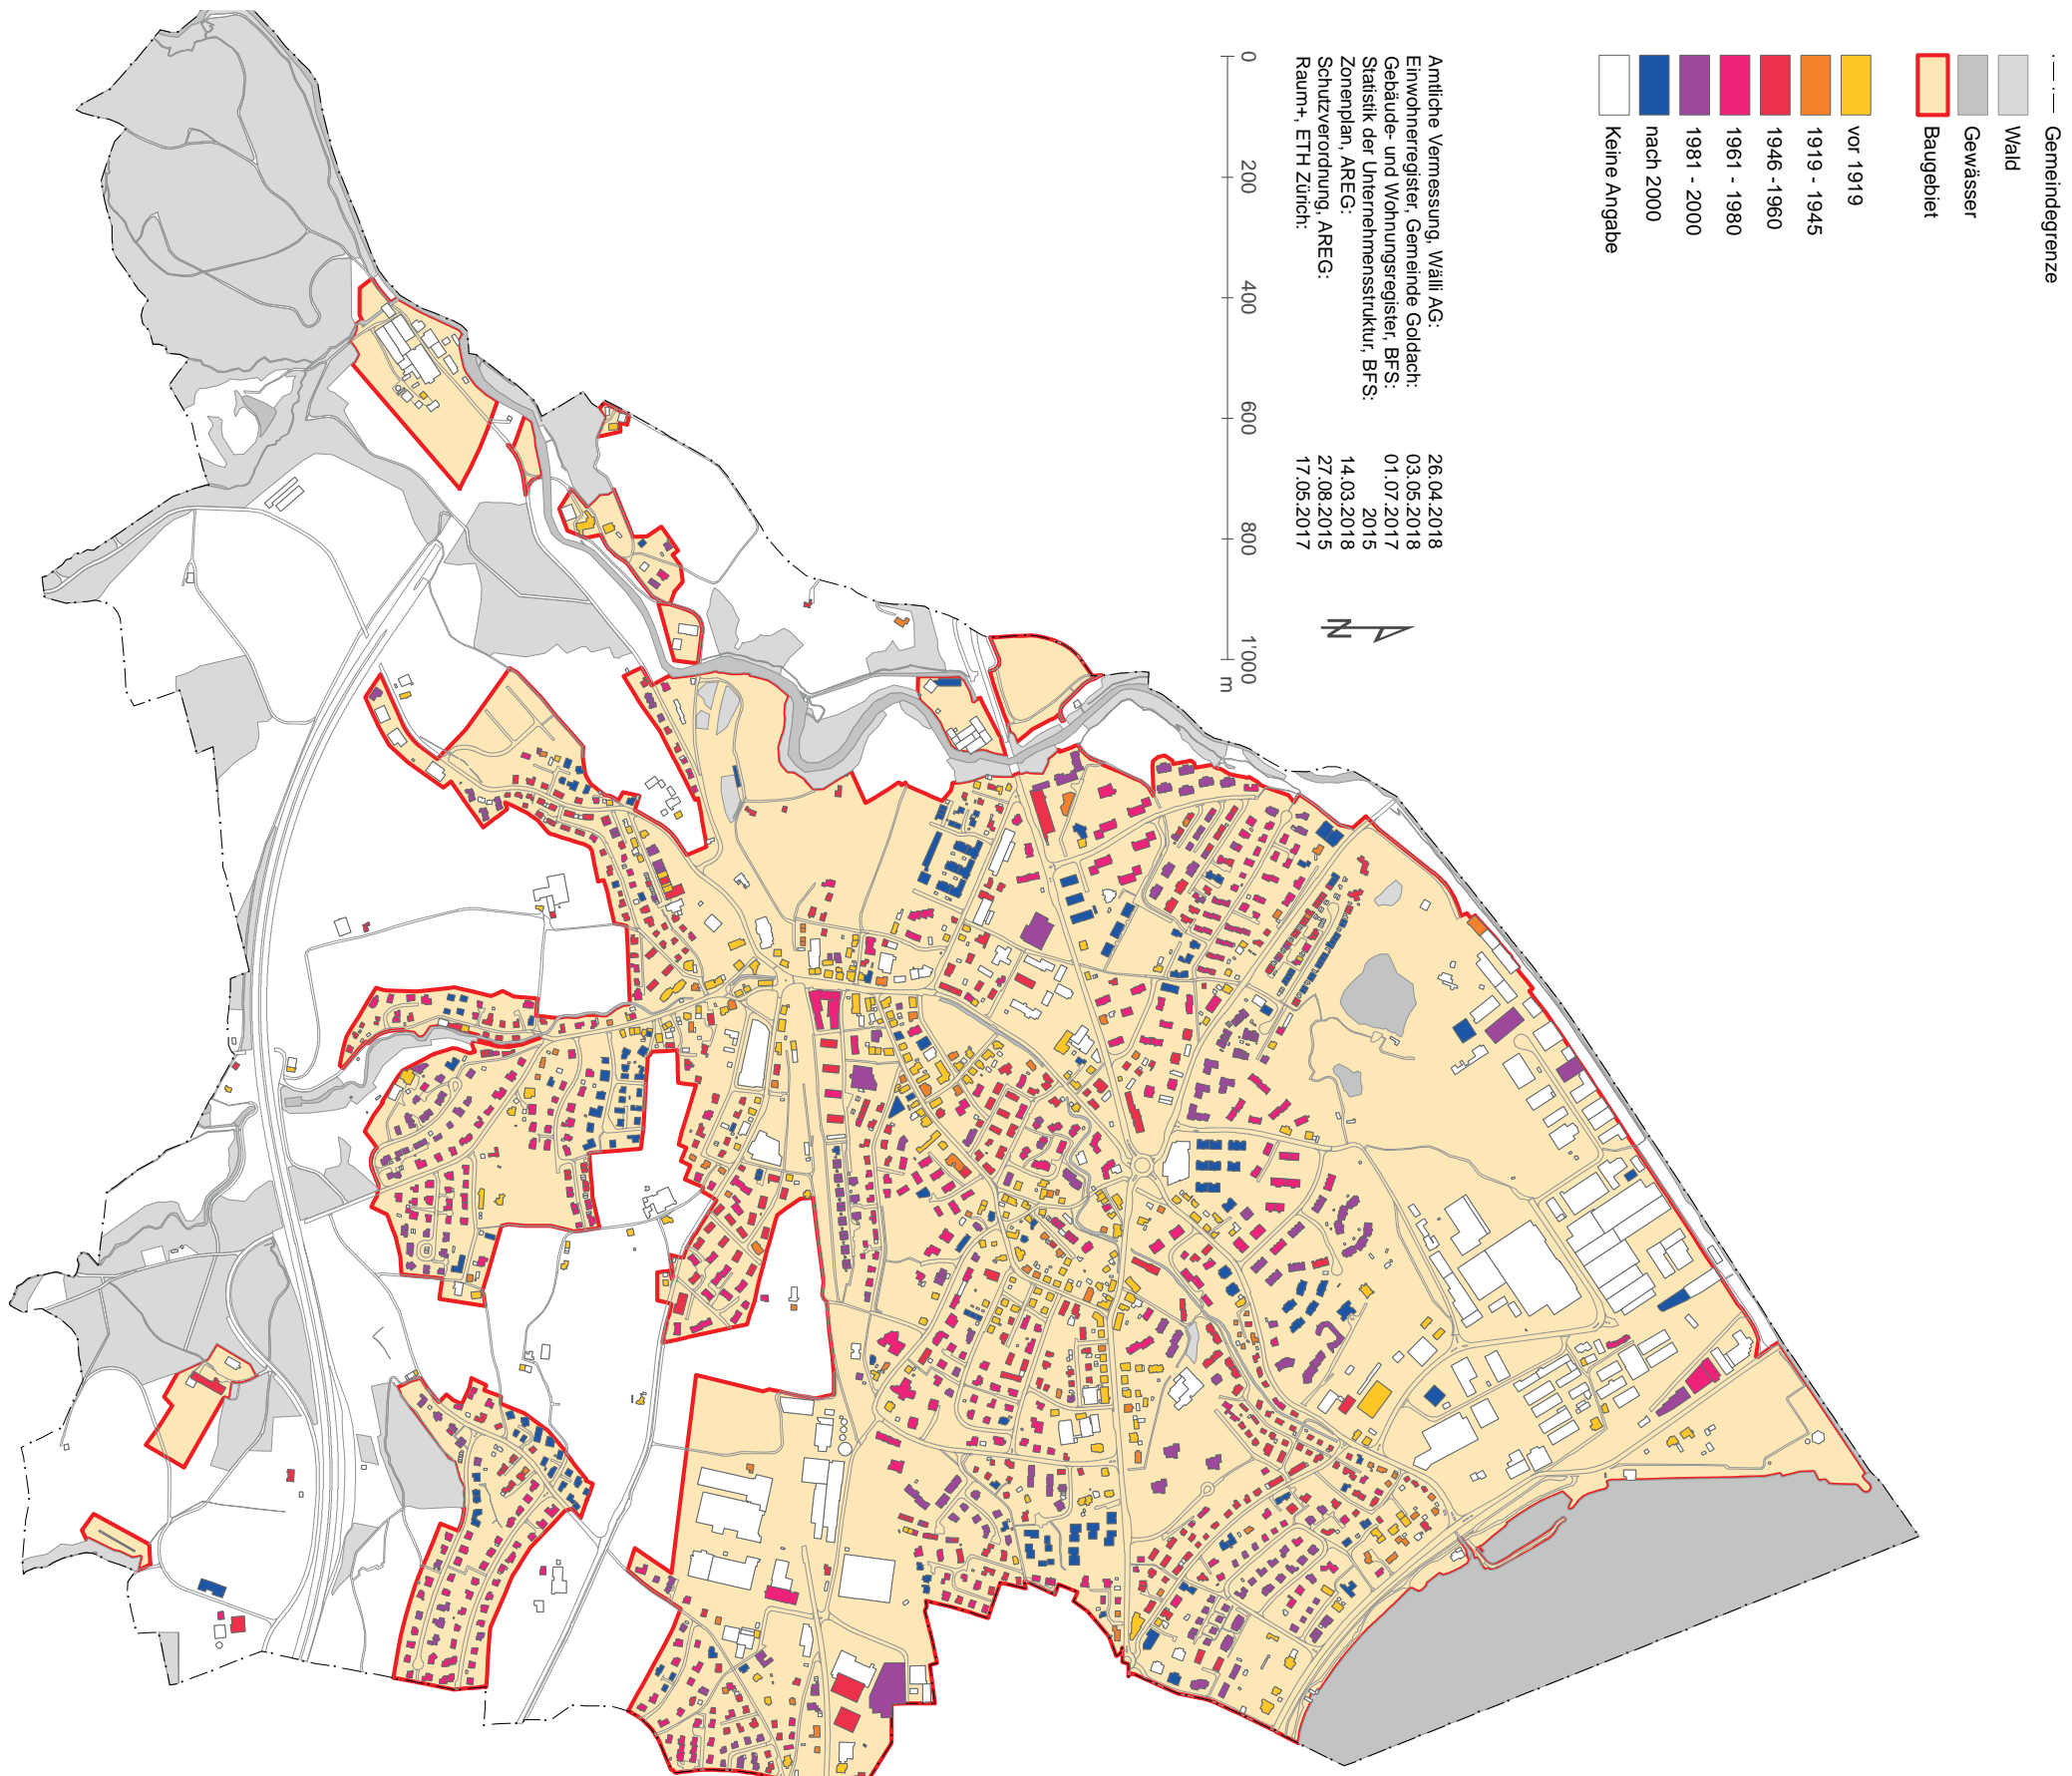 Gemeindegrenze
Wald
Gewässer
Baugebiet
vor 1919
1919 - 1945
1946 -1960
1961 - 1980
1981 - 2000
nach 2000
Keine Angabe
Amtliche Vermessung, Wälli AG: 26.04.2018
Einwohnerregister, Gemeinde Goldach: 03.05.2018
Gebäude- und Wohnungsregister, BFS: 01.07.2017
Statistik der Unternehmensstruktur, BFS: 2015
Zonenplan, AREG: 14.03.2018
Schutzverordnung, AREG: 27.08.2015
Raum+, ETH Zürich: 17.05.2017
N
0 200 400 600 800 1'000
m